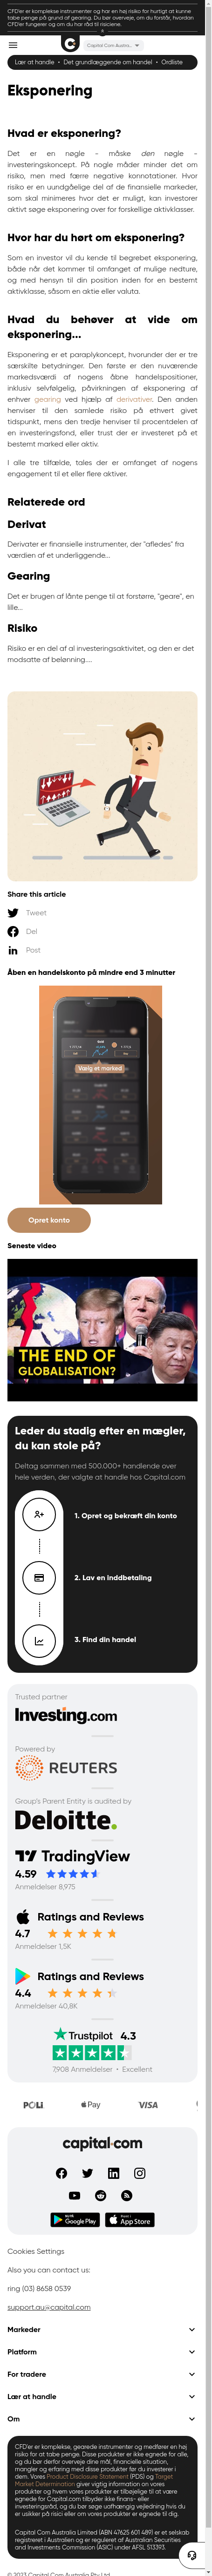 CFD'er er komplekse instrumenter og har en høj risiko for hurtigt at kunne
tabe penge på grund af gearing. Du bør overveje, om du forstår, hvordan
CFD'er fungerer og om du har råd til risiciene.
Capital Com Austra..
Lær at handle • Det grundlæggende om handel • Ordliste
Eksponering
Hvad er eksponering?
Det er en nøgle – måske den nøgle –
investeringskoncept. På nogle måder minder det om
risiko, men med færre negative konnotationer. Hvor
risiko er en uundgåelige del af de finansielle markeder,
som skal minimeres hvor det er muligt, kan investorer
aktivt søge eksponering over for forskellige aktivklasser.
Hvor har du hørt om eksponering?
Som en investor vil du kende til begrebet eksponering,
både når det kommer til omfanget af mulige netture,
og med hensyn til din position inden for en bestemt
aktivklasse, såsom en aktie eller valuta.
Hvad du behøver at vide om
eksponering...
Eksponering er et paraplykoncept, hvorunder der er tre
særskilte betydninger. Den første er den nuværende
markedsværdi af nogens åbne handelspositioner,
inklusiv selvfølgelig, påvirkningen af eksponering af
enhver gearing ved hjælp af derivativer. Den anden
henviser til den samlede risiko på ethvert givet
tidspunkt, mens den tredje henviser til procentdelen af
en investeringsfond, eller trust der er investeret på et
bestemt marked eller aktiv.
I alle tre tilfælde, tales der er omfanget af nogens
engagement til et eller flere aktiver.
Relaterede ord
Derivat
Derivater er finansielle instrumenter, der "afledes" fra
værdien af et underliggende...
Gearing
Det er brugen af lånte penge til at forstørre, "geare", en
lille...
Risiko
Risiko er en del af al investeringsaktivitet, og den er det
modsatte af belønning....
Share this article
Tweet
Del
Post
Åben en handelskonto på mindre end 3 minutter
Vælg et marked
Opret konto
Seneste video
THE END OF
GLOBALISATION?
Leder du stadig efter en mægler,
du kan stole på?
Deltag sammen med 500.000+ handlende over
hele verden, der valgte at handle hos Capital.com
1. Opret og bekræft din konto
2. Lav en inddbetaling
3. Find din handel
Trusted partner
Investing.com
Powered by
REUTERS
Group's Parent Entity is audited by
Deloitte.
TradingView
4.59
Anmeldelser 8,975
Ratings and Reviews
4.7
Anmeldelser 1,5K
Ratings and Reviews
4.4
Anmeldelser 40,8K
Trustpilot 4.3
7,908 Anmeldelser • Excellent
POLi Pay VISA
capital.com
Google Play
App Store
Cookies Settings
Also you can contact us:
ring (03) 8658 0539
support.au@capital.com
Markeder
Platform
For tradere
Lær at handle
Om
CFD'er er komplekse instrumenter og kommer med en høj
risiko for at tabe penge. Disse produkter er ikke egnede for alle,
og du bør derfor overveje dine mål, finansielle situation,
erfaring og mål med at disse produkter før du investerer i
dem. Vores Product Disclosure Statement (PDS) og Target
Market Determination giver vigtig information om vores
produkter og hvem vores produkter er velegnede eller ikke er
egnede for. Capital.com tilbyder ikke finans- eller
investeringsråd, og du bør søge uafhængig vejledning hvis du
er usikker på mixi eller om vores produkter er egnede til dig.
Capital Com Australia Limited (ABN 47625 601 489) er et selskab
registreret i Australien og er reguleret af Australian Securities
and Investments Commission (ASIC) under AFSL 513393.
© 2023 Capital Com Australia Pty Ltd